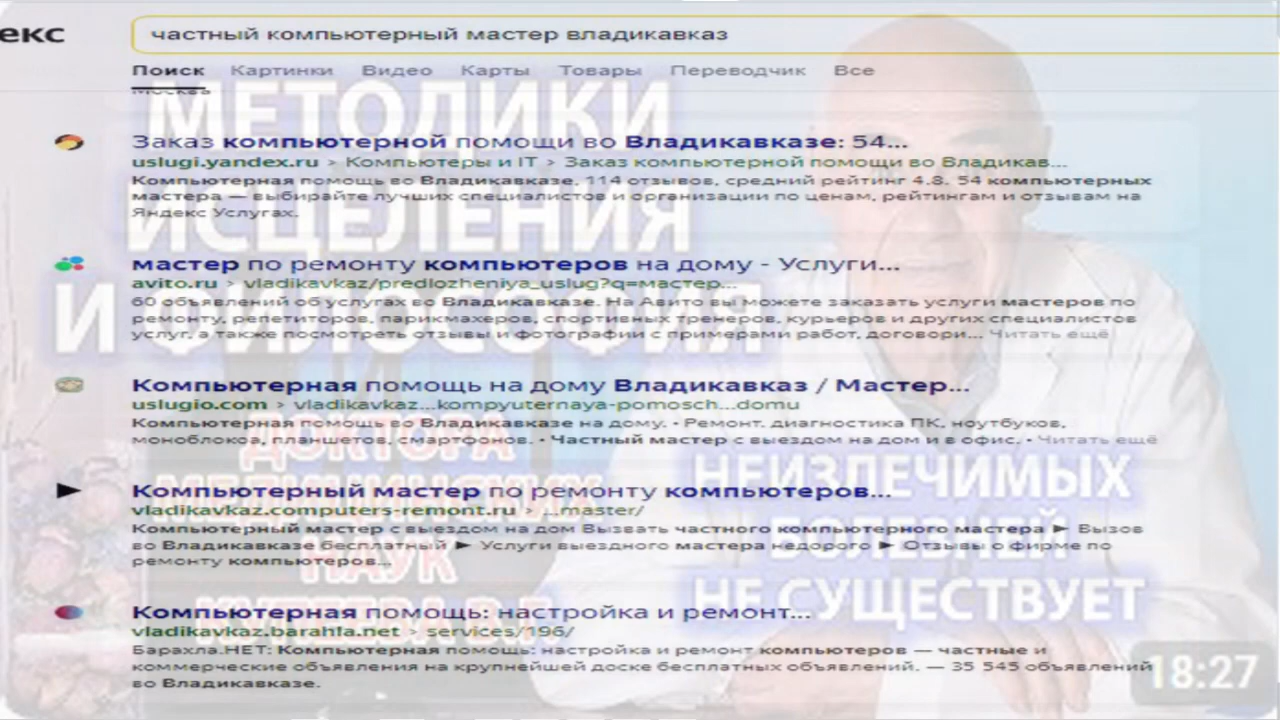 екс
частный компьютерный мастер владикавказ
Поиск Картинки Видео Карты Товары Переводчик Все
Москва
МЕТОДИКИ
ИСЦЕЛЕНИЯ
И ФИЛОСОФИЯ
ДОКТОРА
МЕДИЦИНСКИХ
НАУК
НЕИЗЛЕЧИМЫХ
БОЛЕЗНЕЙ
НЕ СУЩЕСТВУЕТ
18:27
Заказ компьютерной помощи во Владикавказе: 54...
uslugi.yandex.ru › Компьютеры и IT › Заказ компьютерной помощи во Владикав...
Компьютерная помощь во Владикавказе, 114 отзывов, средний рейтинг 4.8. 54 компьютерных
мастера — выбирайте лучших специалистов и организации по ценам, рейтингам и отзывам на
Яндекс Услугах.
мастер по ремонту компьютеров на дому - Услуги...
avito.ru › vladikavkaz/predlozheniya_uslug?q=мастер...
60 объявлений об услугах во Владикавказе. На Авито вы можете заказать услуги мастеров по
ремонту, репетиторов, парикмахеров, спортивных тренеров, курьеров и других специалистов
услуг, а также посмотреть отзывы и фотографии с примерами работ, договори... Читать ещё
Компьютерная помощь на дому Владикавказ / Мастер...
uslugio.com › vladikavkaz...kompyuternaya-pomosch...domu
Компьютерная помощь во Владикавказе на дому. • Ремонт, диагностика ПК, ноутбуков,
моноблоков, планшетов, смартфонов. • Частный мастер с выездом на дом и в офис. • Читать ещё
Компьютерный мастер по ремонту компьютеров...
vladikavkaz.computers-remont.ru › ...master/
Компьютерный мастер с выездом на дом Вызвать частного компьютерного мастера ► Вызов
во Владикавказе бесплатный ► Услуги выездного мастера недорого ► Отзывы о фирме по
ремонту компьютеров...
Компьютерная помощь: настройка и ремонт...
vladikavkaz.barahla.net › services/196/
Барахла.НЕТ: Компьютерная помощь: настройка и ремонт компьютеров — частные и
коммерческие объявления на крупнейшей доске бесплатных объявлений. — 35 545 объявлений
во Владикавказе.